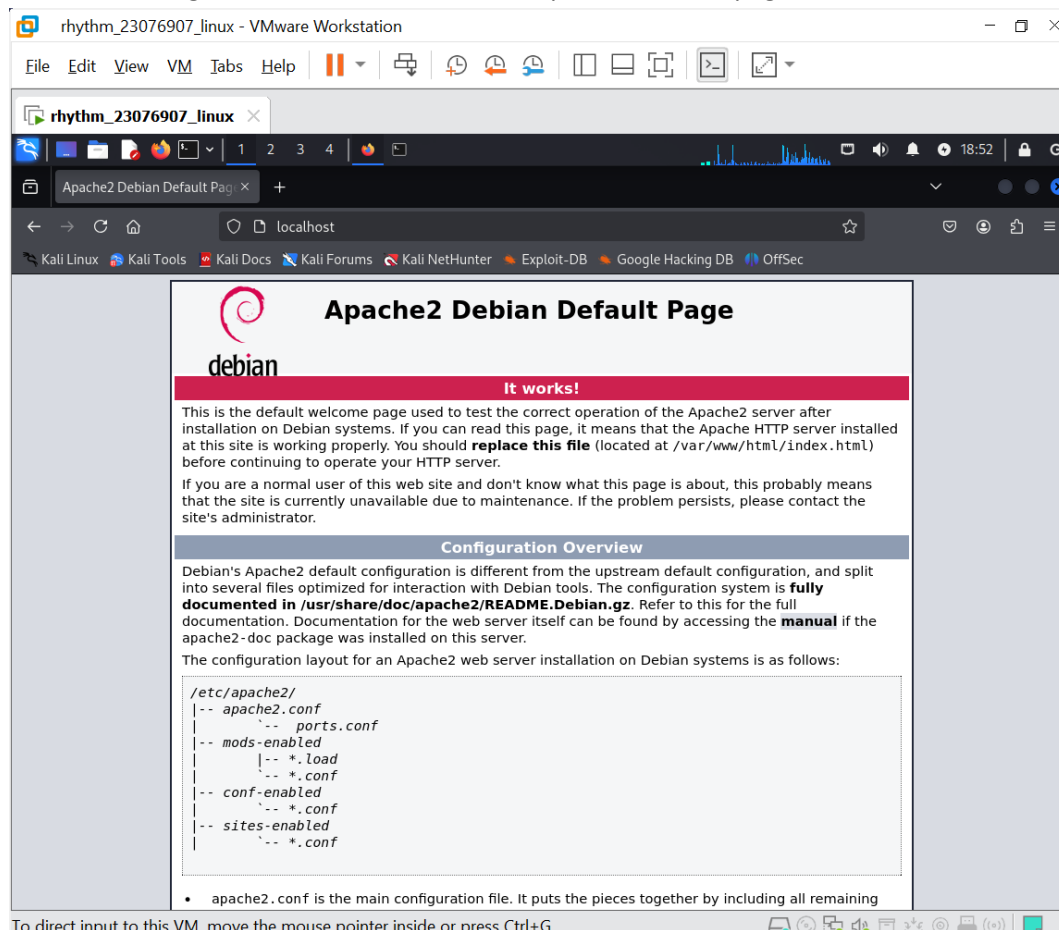 rhythm_23076907_linux - VMware Workstation
File Edit View VM Tabs Help
rhythm_23076907_linux
1 2 3 4 18:52
Apache2 Debian Default Pag
localhost
Kali Linux Kali Tools Kali Docs Kali Forums Kali NetHunter Exploit-DB Google Hacking DB OffSec
Apache2 Debian Default Page
debian
It works!
This is the default welcome page used to test the correct operation of the Apache2 server after
installation on Debian systems. If you can read this page, it means that the Apache HTTP server installed
at this site is working properly. You should replace this file (located at /var/www/html/index.html)
before continuing to operate your HTTP server.
If you are a normal user of this web site and don't know what this page is about, this probably means
that the site is currently unavailable due to maintenance. If the problem persists, please contact the
site's administrator.
Configuration Overview
Debian's Apache2 default configuration is different from the upstream default configuration, and split
into several files optimized for interaction with Debian tools. The configuration system is fully
documented in /usr/share/doc/apache2/README.Debian.gz. Refer to this for the full
documentation. Documentation for the web server itself can be found by accessing the manual if the
apache2-doc package was installed on this server.
The configuration layout for an Apache2 web server installation on Debian systems is as follows:
/etc/apache2/
|-- apache2.conf
|       `--  ports.conf
|-- mods-enabled
|       |-- *.load
|       `-- *.conf
|-- conf-enabled
|       `-- *.conf
|-- sites-enabled
|       `-- *.conf
• apache2.conf is the main configuration file. It puts the pieces together by including all remaining
To direct input to this VM, move the mouse pointer inside or press Ctrl+G.